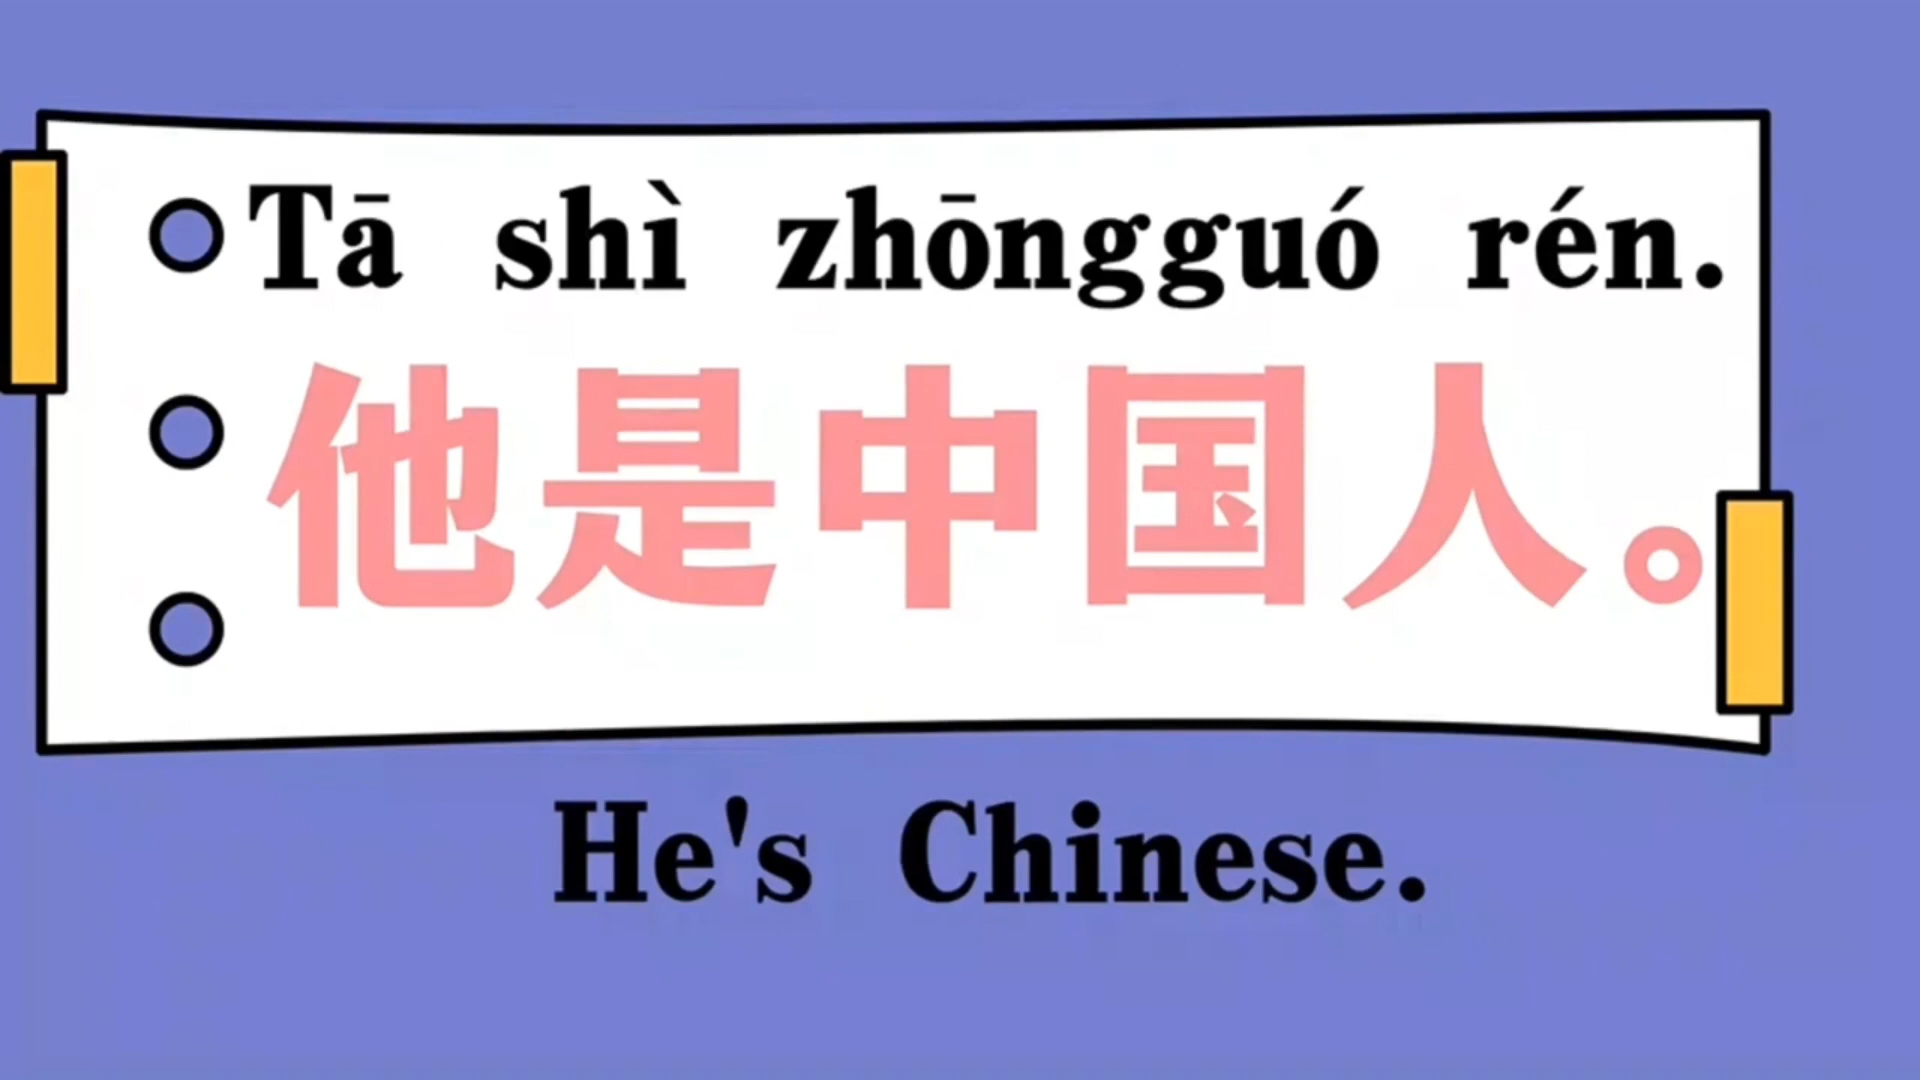 Tā shì zhōngguó rén.
他是中国人。
He's Chinese.